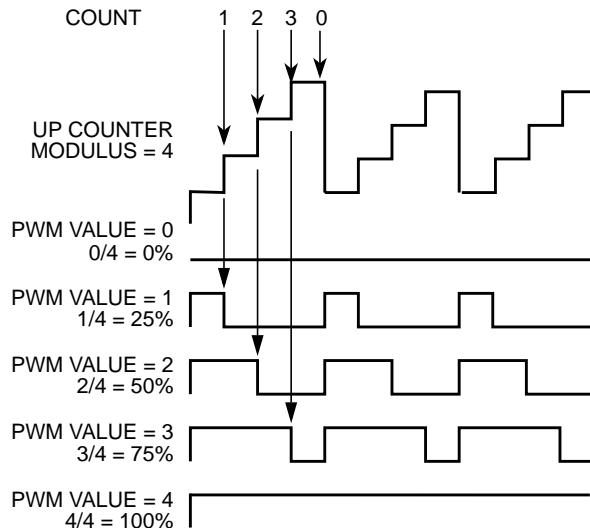 COUNT 1 2 3 0
UP COUNTER
MODULUS = 4
PWM VALUE = 0
0/4 = 0%
PWM VALUE = 1
1/4 = 25%
PWM VALUE = 2
2/4 = 50%
PWM VALUE = 3
3/4 = 75%
PWM VALUE = 4
4/4 = 100%